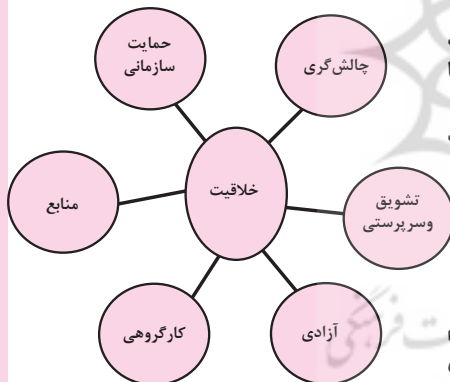 حمایت
سازمانی
چالش‌گری
خلاقیت
منابع
تشویق
وسرپرستی
کارگروهی
آزادی